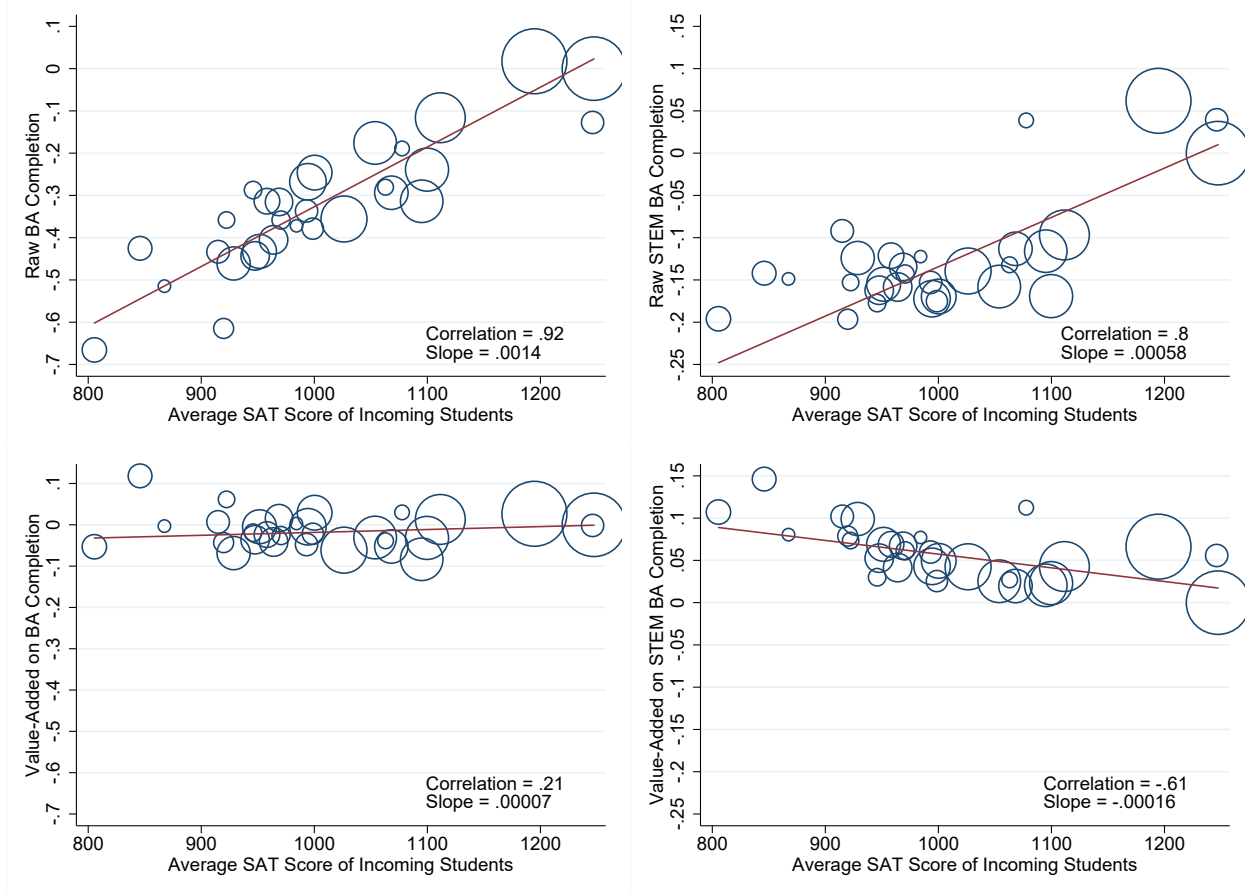 Raw BA Completion
.1
0
-.1
-.2
-.3
-.4
-.5
-.6
-.7
Correlation = .92
Slope = .0014
800 900 1000 1100 1200
Average SAT Score of Incoming Students
Raw STEM BA Completion
.15
.1
.05
0
-.05
-.1
-.15
-.2
-.25
Correlation = .8
Slope = .00058
800 900 1000 1100 1200
Average SAT Score of Incoming Students
Value-Added on BA Completion
.1
0
-.1
-.2
-.3
-.4
-.5
-.6
-.7
Correlation = .21
Slope = .00007
800 900 1000 1100 1200
Average SAT Score of Incoming Students
Value-Added on STEM BA Completion
.15
.1
.05
0
-.05
-.1
-.15
-.2
-.25
Correlation = -.61
Slope = -.00016
800 900 1000 1100 1200
Average SAT Score of Incoming Students